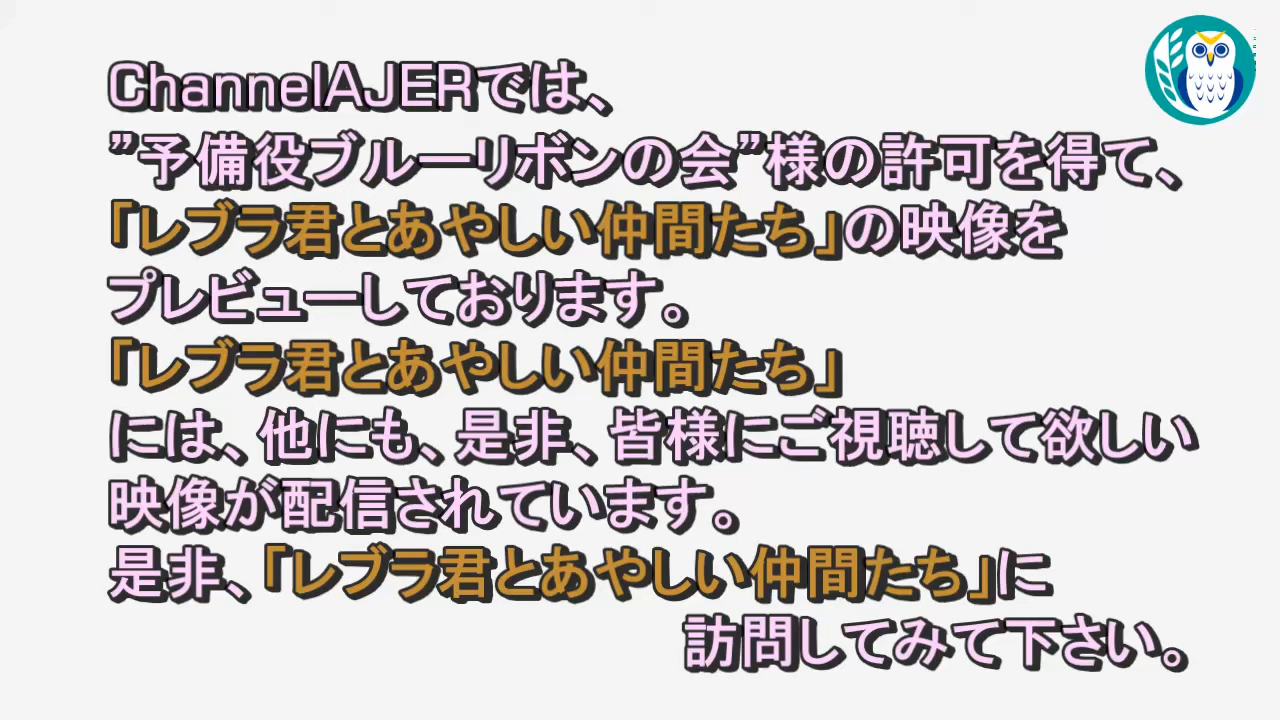 ChannelAJERでは、
”予備役ブルーリボンの会”様の許可を得て、
「レブラ君とあやしい仲間たち」の映像を
プレビューしております。
「レブラ君とあやしい仲間たち」
には、他にも、是非、皆様にご視聴して欲しい
映像が配信されています。
是非、「レブラ君とあやしい仲間たち」に
訪問してみて下さい。